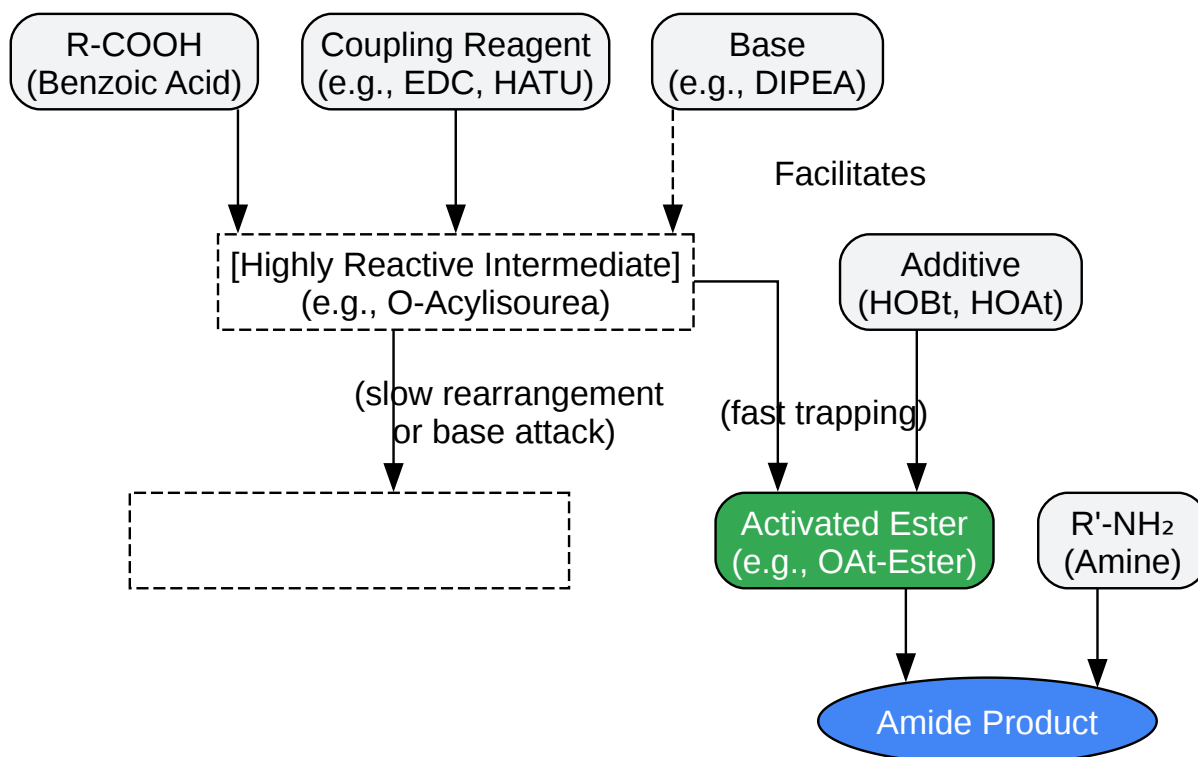 R-COOH
(Benzoic Acid)
Coupling Reagent
(e.g., EDC, HATU)
Base
(e.g., DIPEA)
Facilitates
[Highly Reactive Intermediate]
(e.g., O-Acylisourea)
Additive
(HOBt, HOAt)
(slow rearrangement
or base attack)
(fast trapping)
Activated Ester
(e.g., OAt-Ester)
R'-NH₂
(Amine)
Amide Product